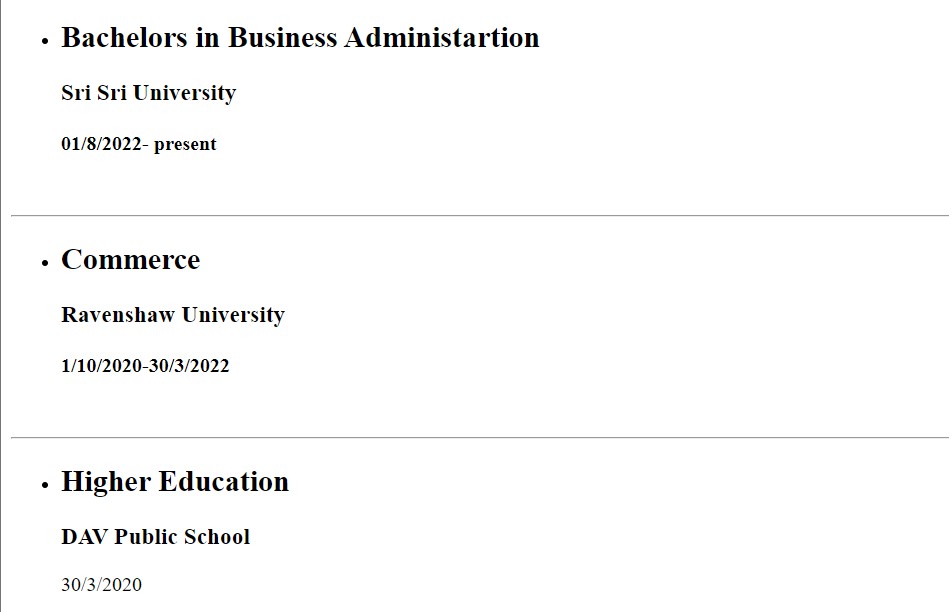 Bachelors in Business Administartion
Sri Sri University
01/8/2022- present
Commerce
Ravenshaw University
1/10/2020-30/3/2022
Higher Education
DAV Public School
30/3/2020